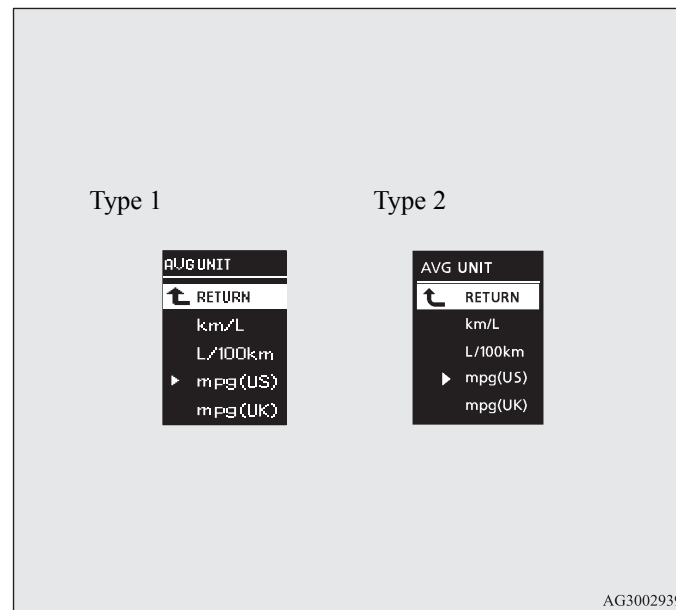 Type 1
Type 2
AVG UNIT
RETURN
km/L
L/100km
mpg(US)
mpg(UK)
AVG UNIT
RETURN
km/L
L/100km
mpg(US)
mpg(UK)
AG3002939